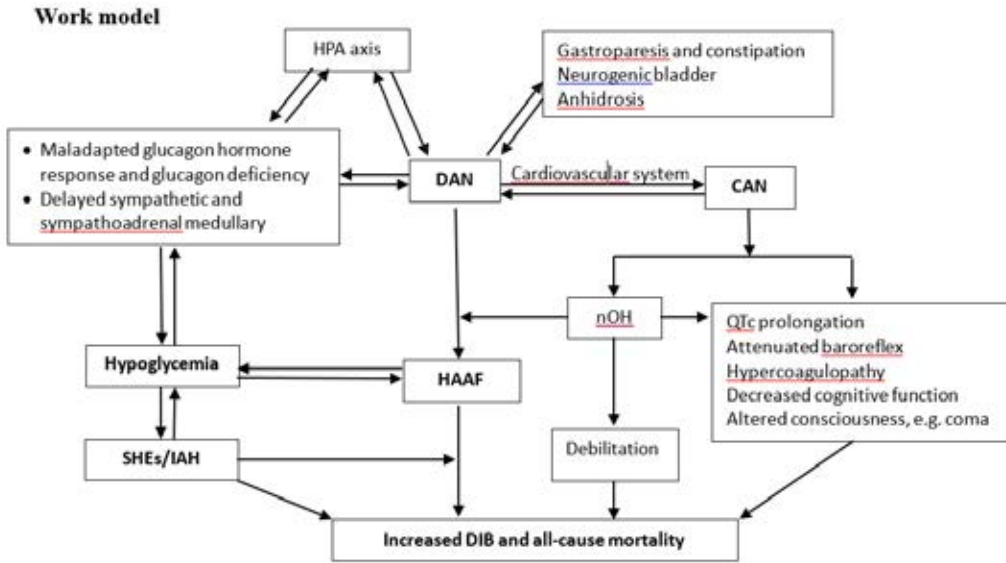 Work model
HPA axis
Gastroparesis and constipation
Neurogenic bladder
Anhidrosis
• Maladapted glucagon hormone
response and glucagon deficiency
• Delayed sympathetic and
sympathoadrenal medullary
DAN
Cardiovascular system
CAN
nOH
QTc prolongation
Attenuated baroreflex
Hypercoagulopathy
Decreased cognitive function
Altered consciousness, e.g. coma
Hypoglycemia
HAAF
SHEs/IAH
Debilitation
Increased DIB and all-cause mortality